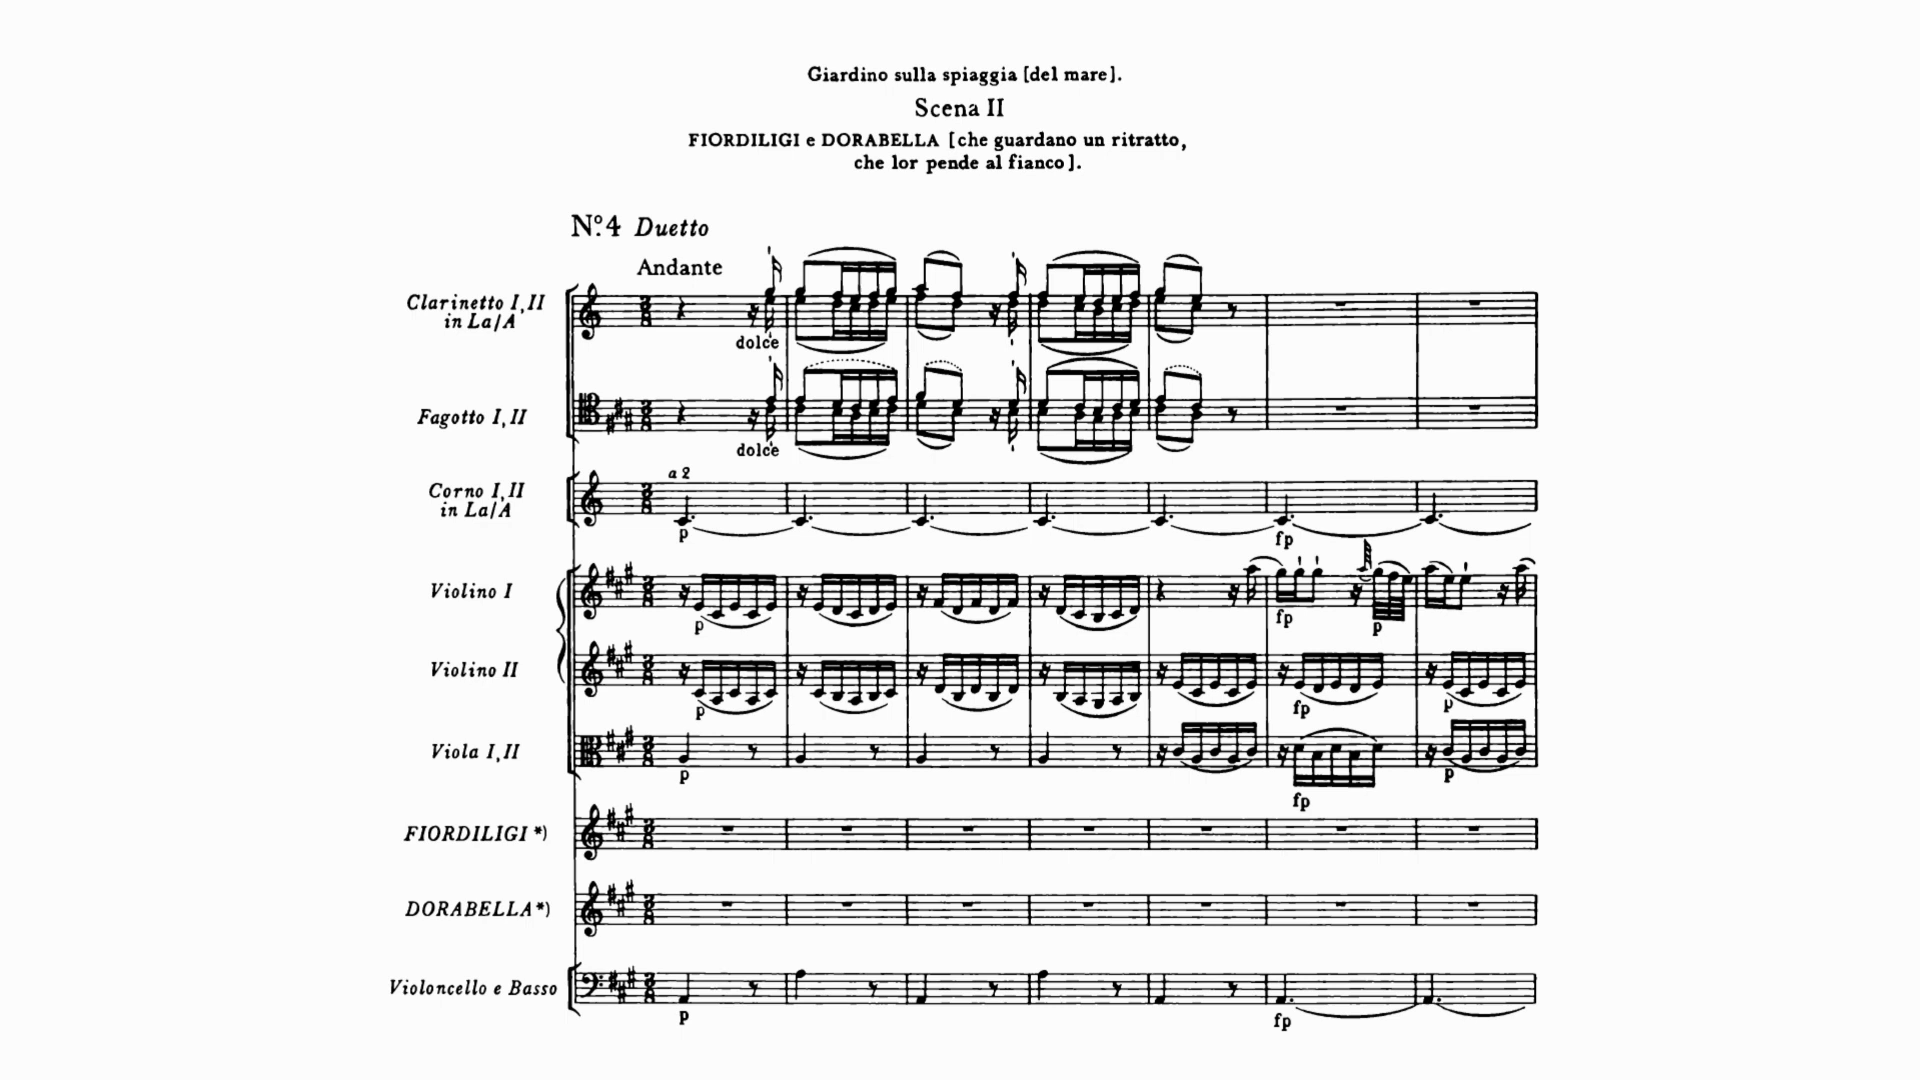 Giardino sulla spiaggia [del mare].
Scena II
FIORDILIGI e DORABELLA [che guardano un ritratto,
che lor pende al fianco].
Nº.4 Duetto
Andante
Clarinetto I, II
in La/A
dolce
Fagotto I, II
dolce
a 2
Corno I, II
in La/A
p
fp
Violino I
p
fp
p
Violino II
p
fp
p
Viola I, II
p
fp
p
FIORDILIGI *)
DORABELLA *)
Violoncello e Basso
p
fp